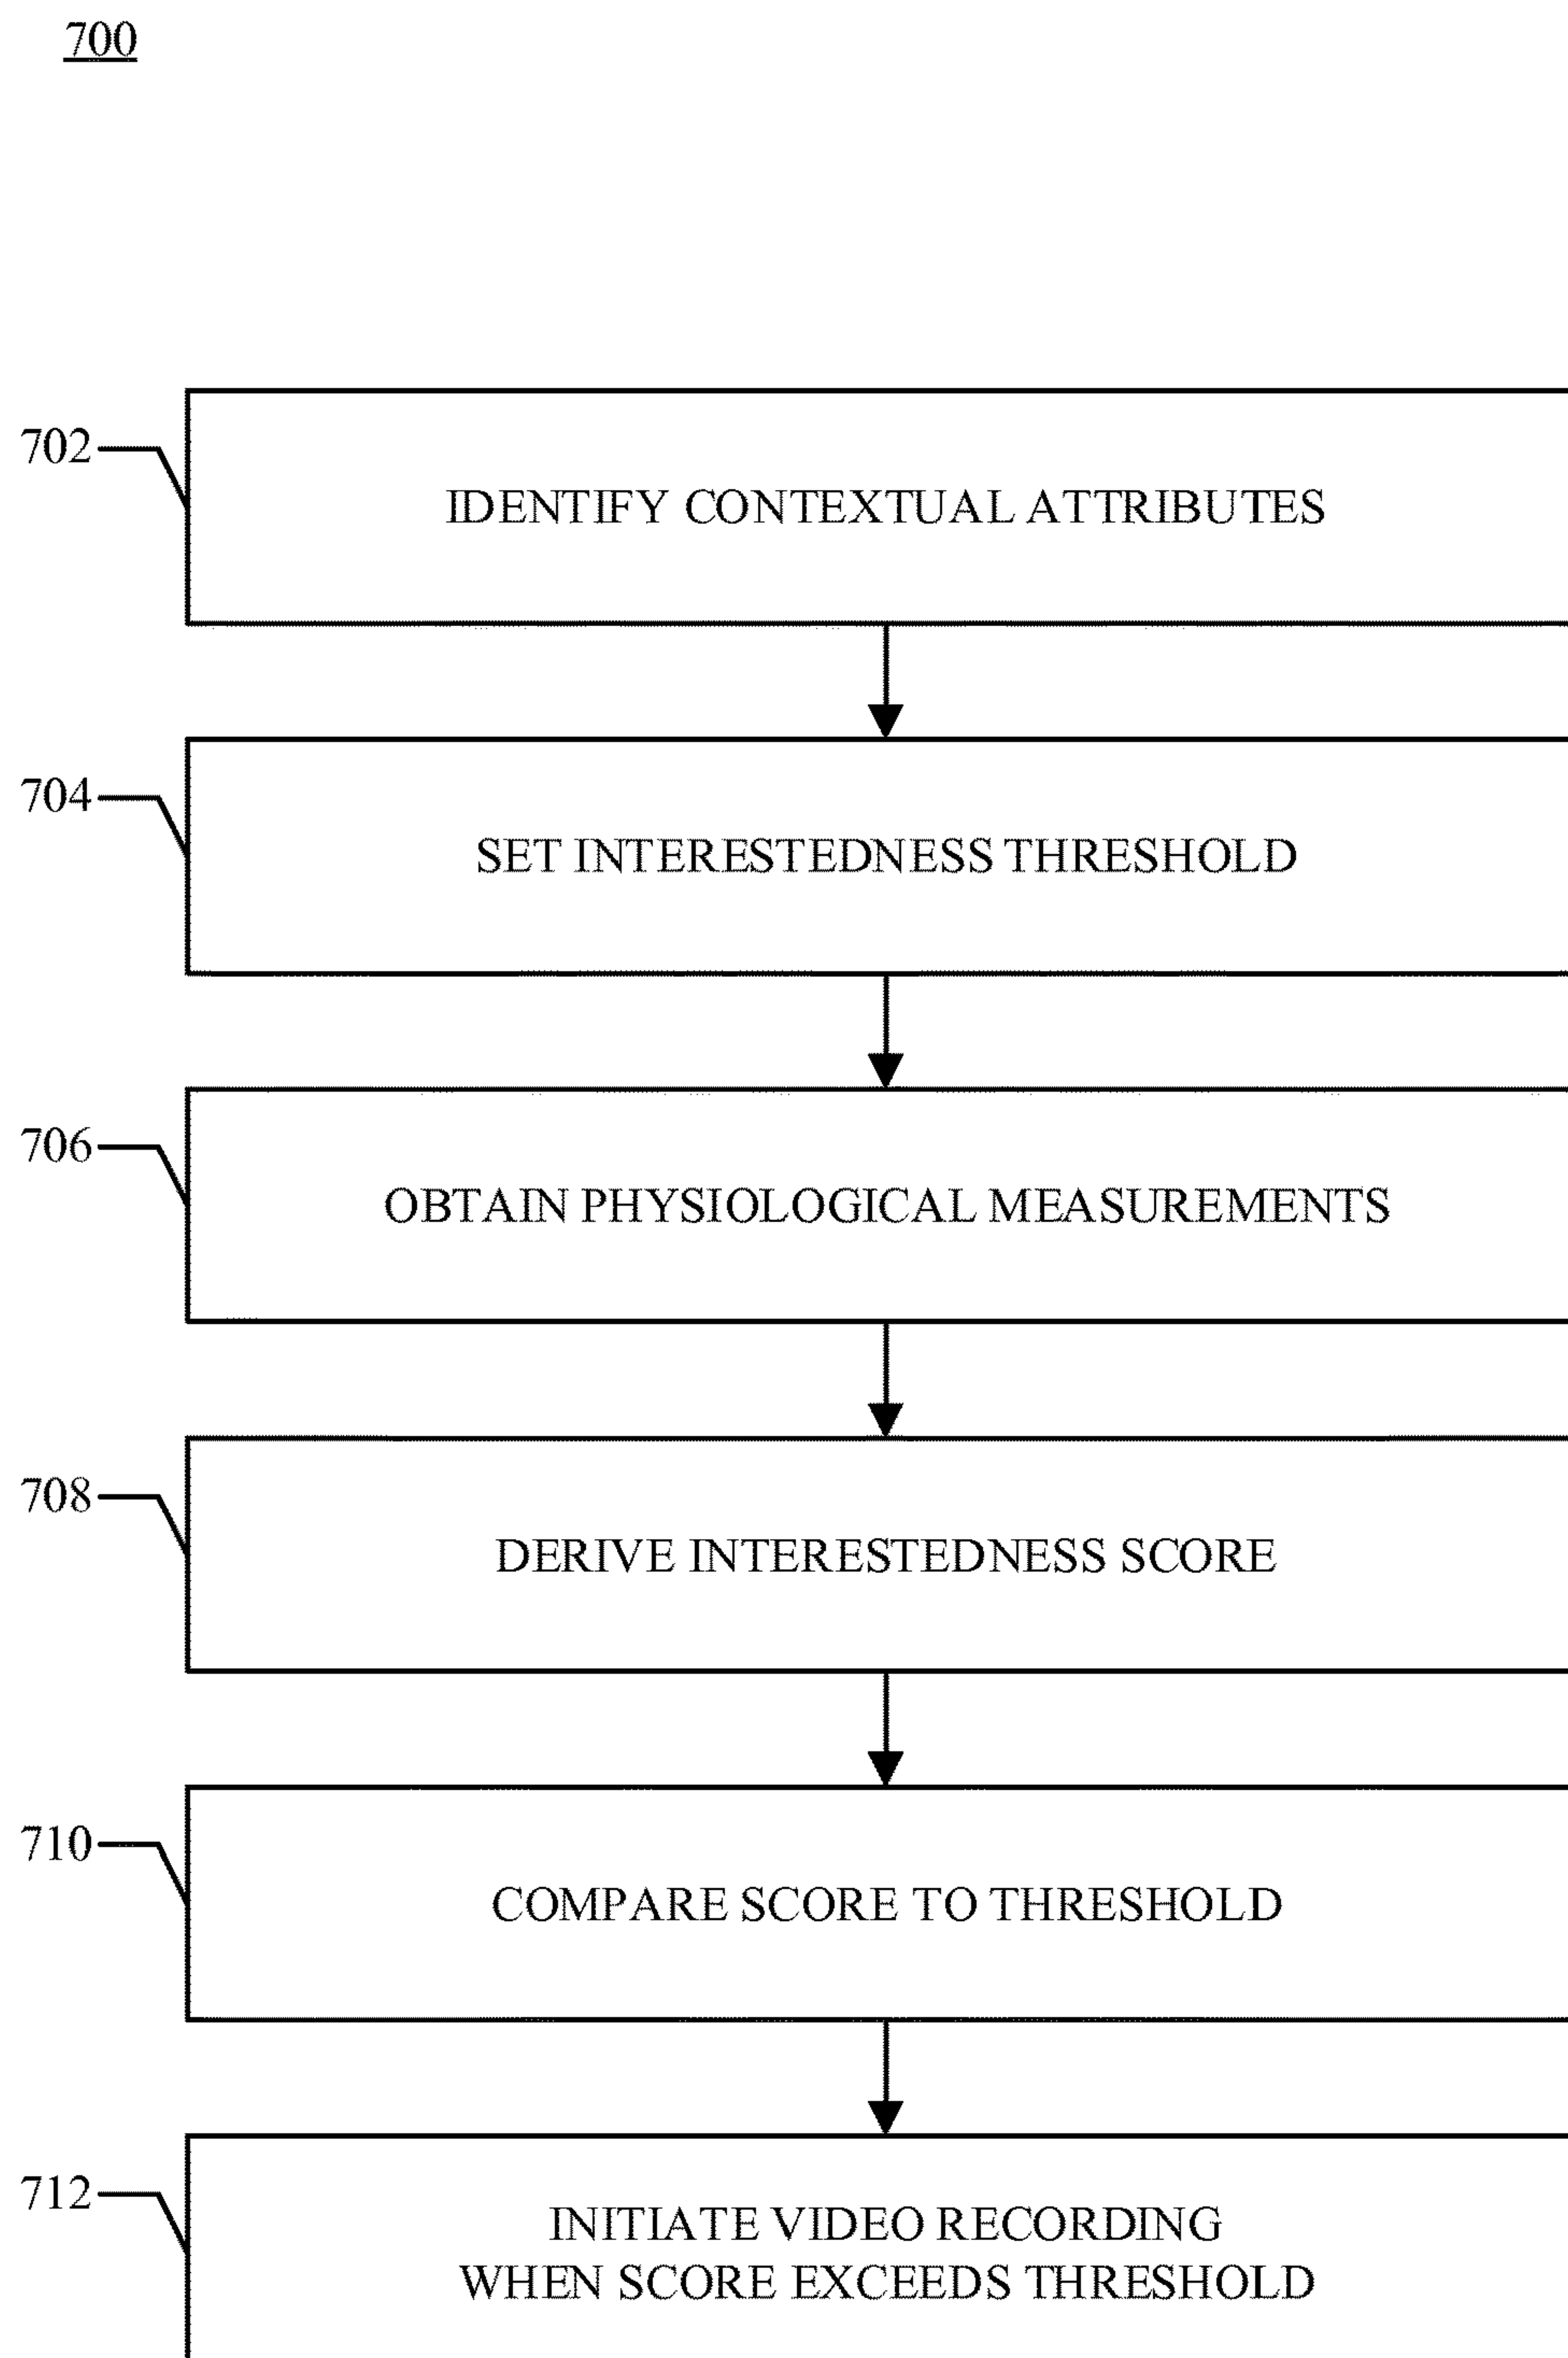 700
702
IDENTIFY CONTEXTUAL ATTRIBUTES
704
SET INTERESTEDNESS THRESHOLD
706
OBTAIN PHYSIOLOGICAL MEASUREMENTS
708
DERIVE INTERESTEDNESS SCORE
710
COMPARE SCORE TO THRESHOLD
712
INITIATE VIDEO RECORDING
WHEN SCORE EXCEEDS THRESHOLD